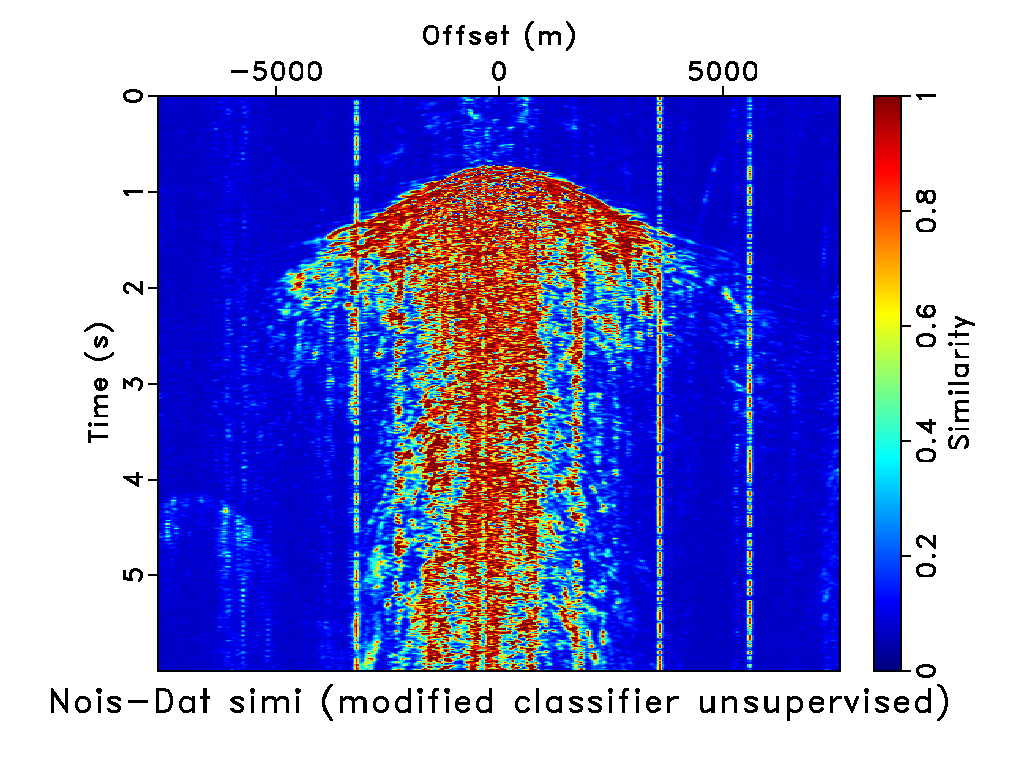 Offset (m)
−5000 0 5000
0
1
2
3
4
5
Time (s)
1
0.8
0.6
0.4
0.2
0
Similarity
Nois−Dat simi (modified classifier unsupervised)